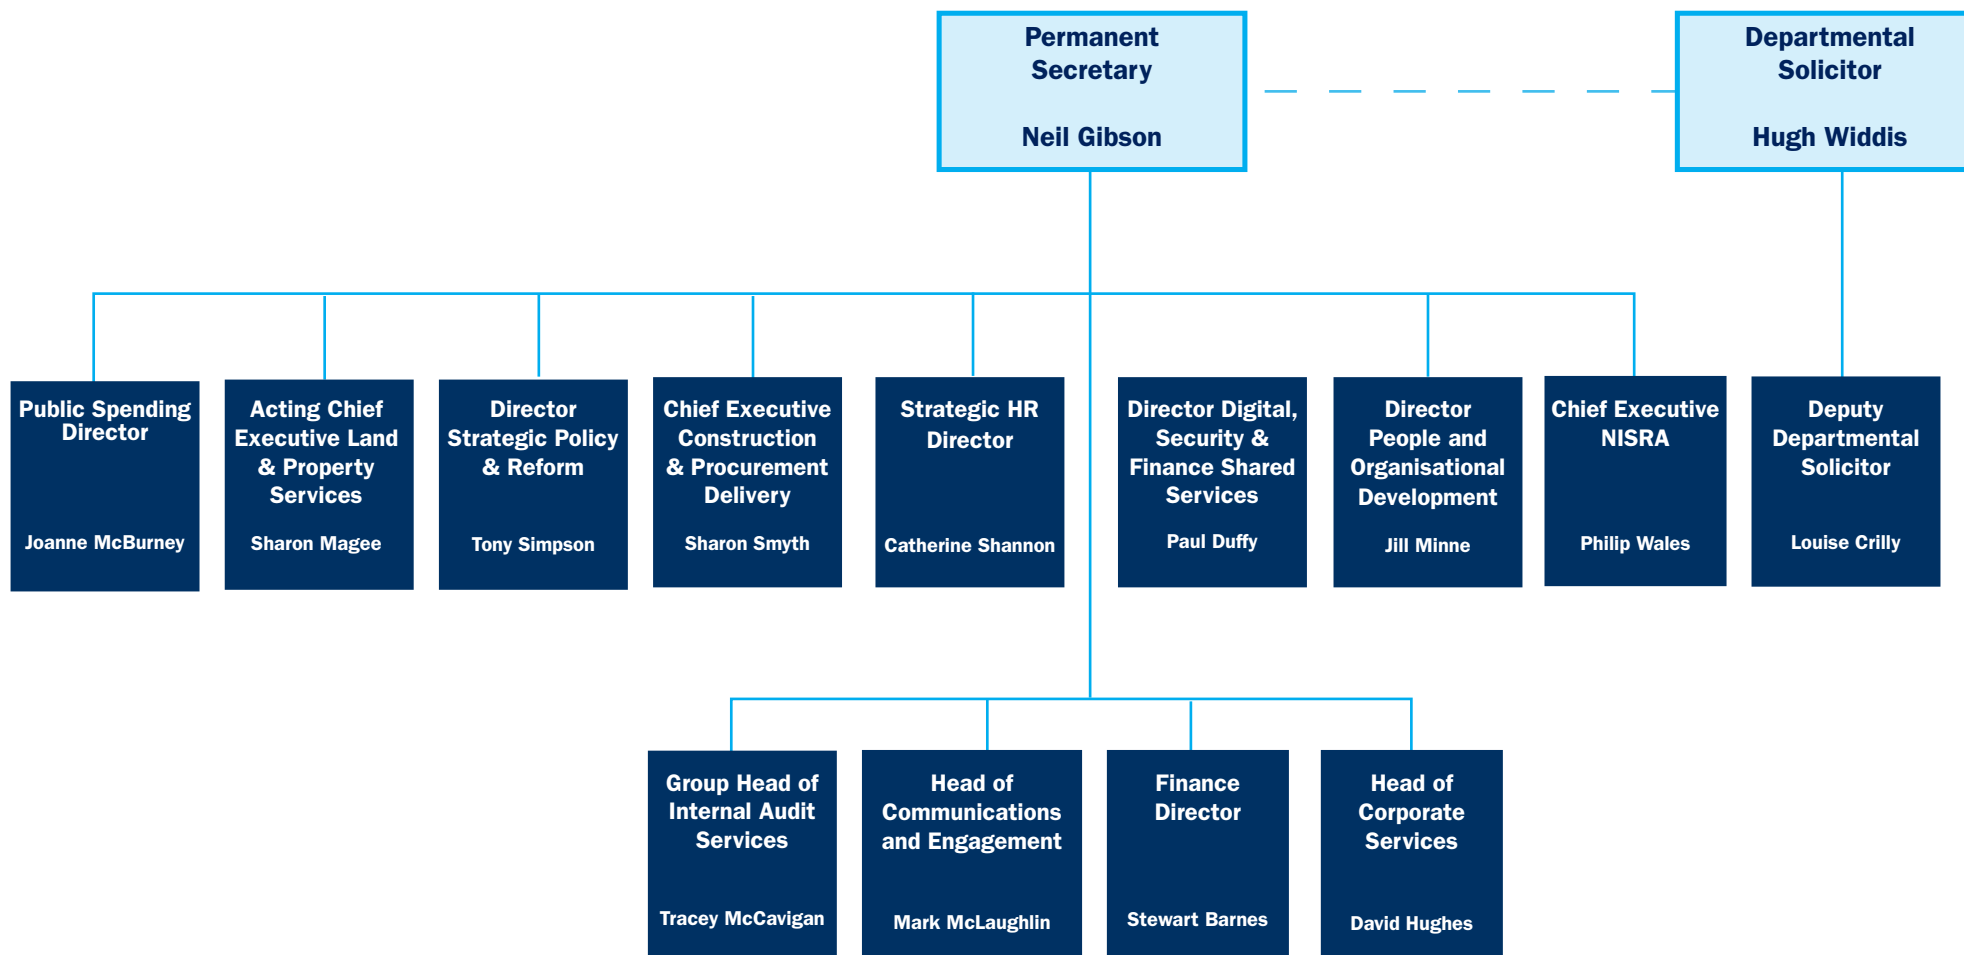 Permanent
Secretary
Neil Gibson
Departmental
Solicitor
Hugh Widdis
Public Spending
Director
Joanne McBurney
Acting Chief
Executive Land
& Property
Services
Sharon Magee
Director
Strategic Policy
& Reform
Tony Simpson
Chief Executive
Construction
& Procurement
Delivery
Sharon Smyth
Strategic HR
Director
Catherine Shannon
Director Digital,
Security &
Finance Shared
Services
Paul Duffy
Director
People and
Organisational
Development
Jill Minne
Chief Executive
NISRA
Philip Wales
Deputy
Departmental
Solicitor
Louise Crilly
Group Head of
Internal Audit
Services
Tracey McCavigan
Head of
Communications
and Engagement
Mark McLaughlin
Finance
Director
Stewart Barnes
Head of
Corporate
Services
David Hughes